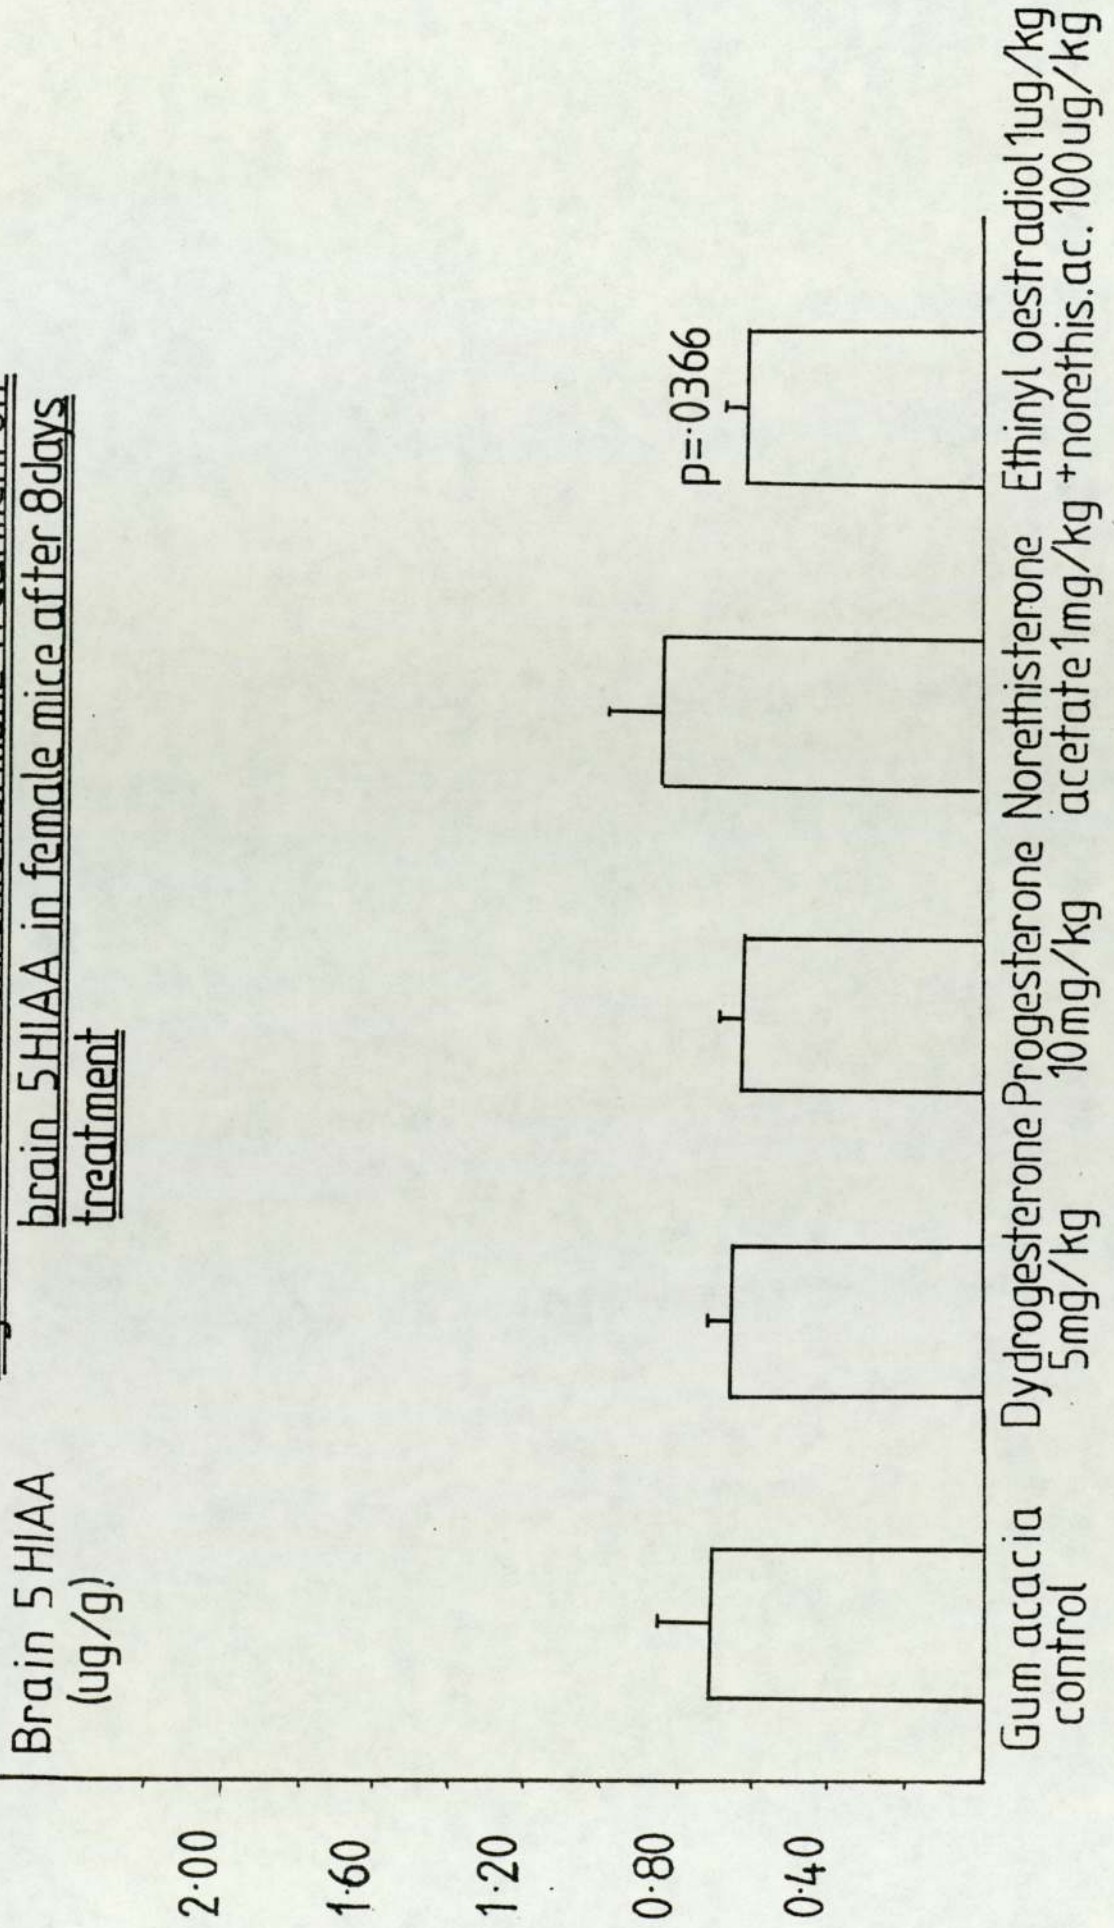 brain 5HIAA in female mice after 8days
treatment
Brain 5 HIAA
(ug/g)
2·00
1·60
1·20
0·80
0·40
p=·0366
Gum acacia
control
Dydrogesterone
5mg/kg
Progesterone
10mg/kg
Norethisterone
acetate 1mg/kg
Ethinyl oestradiol 1ug/kg
+norethis.ac. 100ug/kg